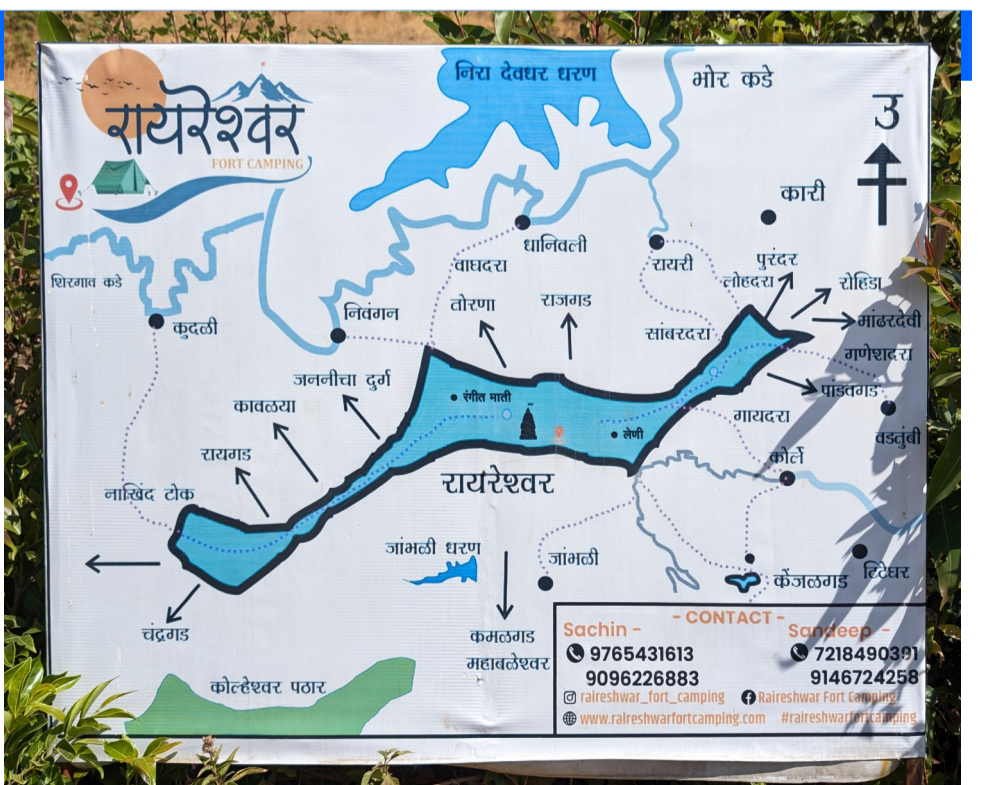 निरा देवधर धरण
भोर कडे
उ
रायरेश्वर
FORT CAMPING
कारी
धानिवली
वाघदरा
रायरी
पुरंदर
लोहदरा
रोहिडा
शिरगाव कडे
कुदळी
निवंगन
तोरणा
राजगड
सांबरदरा
मांढरदेवी
गणेशदरा
जननीचा दुर्ग
कावळया
रंगीत माती
पांडवगड
गायदरा
लेणी
वडतुंबी
रायगड
रायरेश्वर
कोर्ले
नाखिंद टोक
जांभळी धरण
जांभळी
केंजळगड
टिटेघर
चंद्रगड
कमळगड
महाबळेश्वर
कोल्हेश्वर पठार
- CONTACT -
Sachin -
Sandeep -
9765431613
7218490391
9096226883
9146724258
raireshwar_fort_camping
Raireshwar Fort Camping
www.raireshwarfortcamping.com
#raireshwarfortcamping